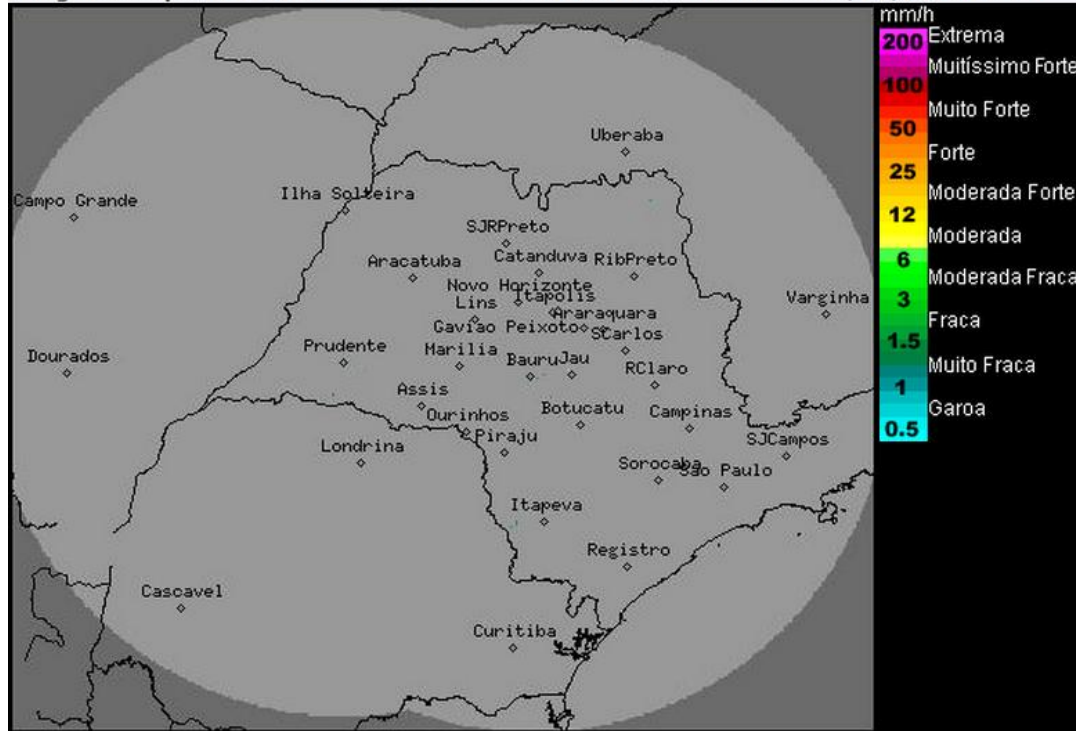 mm/h
200 Extrema
Muitíssimo Forte
100
Muito Forte
50
Forte
25
Moderada Forte
12
Moderada
6
Moderada Fraca
3
Fraca
1.5
Muito Fraca
1
Garoa
0.5
Uberaba
Campo Grande
Ilha Solteira
SJRPreto
Aracatuba
Catanduva
RibPreto
Novo Horizonte
Itapolis
Varginha
Lins
Araraquara
Gaviao Peixoto
SCarlos
Dourados
Prudente
Marilia
Bauru
Jau
RClaro
Assis
Ourinhos
Botucatu
Campinas
Piraju
Londrina
SJCampos
Sorocaba
Sao Paulo
Itapeva
Registro
Cascavel
Curitiba